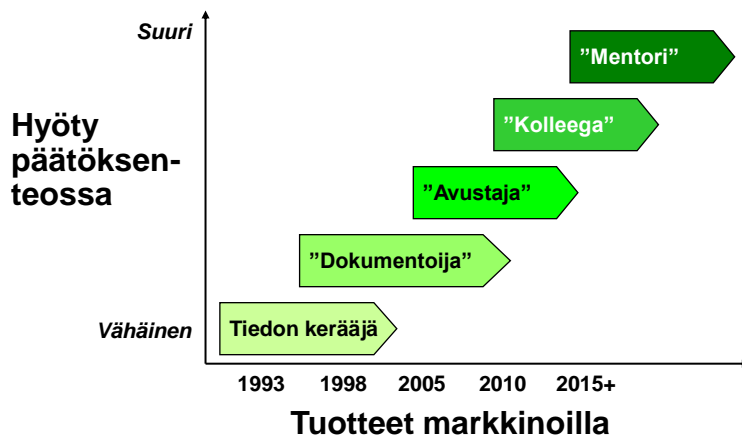 Suuri
”Mentori”
Hyöty
päätöksen-
teossa
”Kolleega”
”Avustaja”
”Dokumentoija”
Vähäinen
Tiedon kerääjä
1993 1998 2005 2010 2015+
Tuotteet markkinoilla